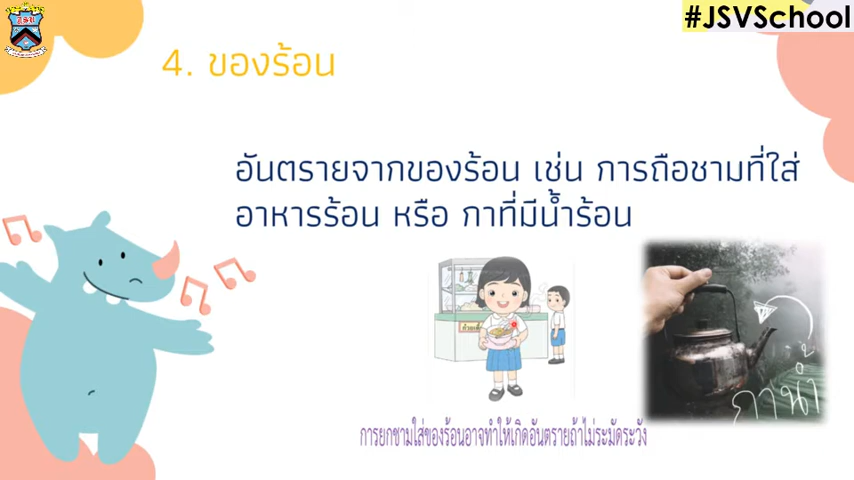 #JSVSchool
4. ของร้อน
อันตรายจากของร้อน เช่น การถือชามที่ใส่
อาหารร้อน หรือ กาที่มีน้ำร้อน
กาน้ำ
การยกชามใส่ของร้อนอาจทำให้เกิดอันตรายถ้าไม่ระมัดระวัง